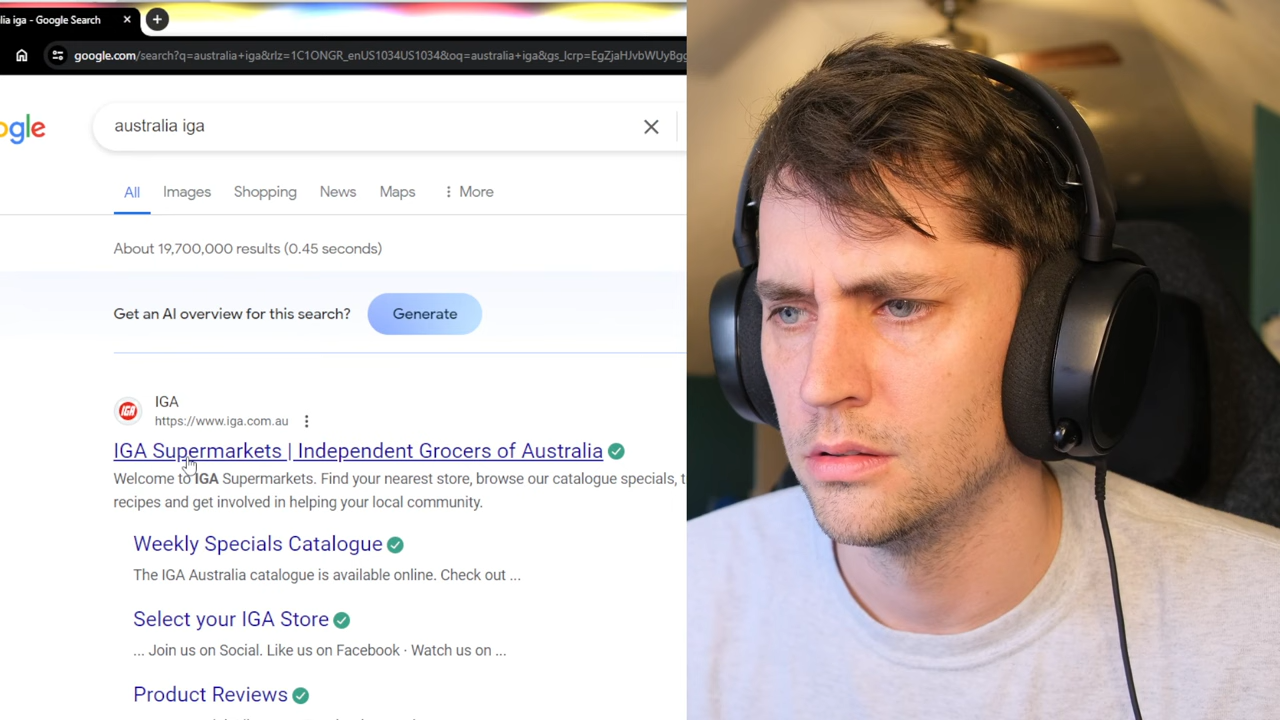 lia iga - Google Search
google.com/search?q=australia+iga&rlz=1C1ONGR_enUS1034US1034&oq=australia+iga&gs_lcrp=EgZjaHJvbWUyBgg
ogle
australia iga
All
Images
Shopping
News
Maps
More
About 19,700,000 results (0.45 seconds)
Get an AI overview for this search?
Generate
IGA
IGA
https://www.iga.com.au
IGA Supermarkets | Independent Grocers of Australia
Welcome to IGA Supermarkets. Find your nearest store, browse our catalogue specials, t
recipes and get involved in helping your local community.
Weekly Specials Catalogue
The IGA Australia catalogue is available online. Check out ...
Select your IGA Store
... Join us on Social. Like us on Facebook · Watch us on ...
Product Reviews